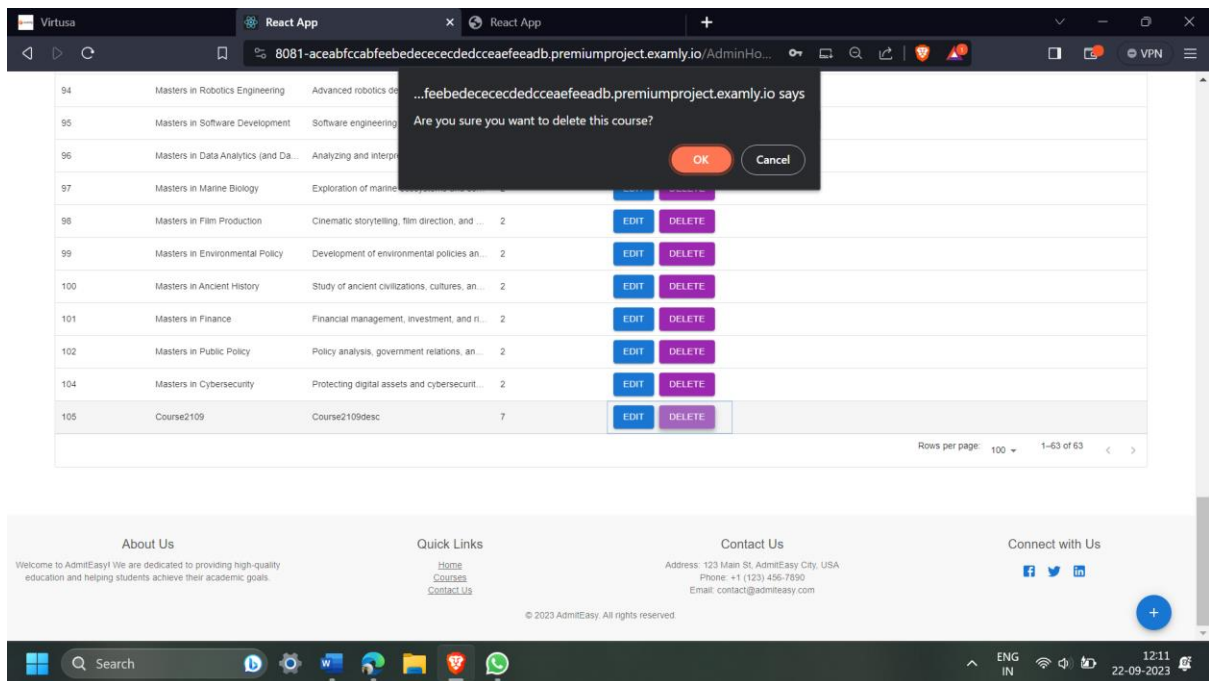 Virtusa
React App
React App
8081-aceabfccabfeebedecececdedcceaefeeadb.premiumproject.examly.io/AdminHo...
VPN
...feebedecececdedcceaefeeadb.premiumproject.examly.io says
Are you sure you want to delete this course?
OK Cancel
94 Masters in Robotics Engineering Advanced robotics de
95 Masters in Software Development Software engineering
96 Masters in Data Analytics (and Da... Analyzing and interpr
97 Masters in Marine Biology Exploration of marine
98 Masters in Film Production Cinematic storytelling, film direction, and ... 2 EDIT DELETE
99 Masters in Environmental Policy Development of environmental policies an... 2 EDIT DELETE
100 Masters in Ancient History Study of ancient civilizations, cultures, an... 2 EDIT DELETE
101 Masters in Finance Financial management, investment, and ri... 2 EDIT DELETE
102 Masters in Public Policy Policy analysis, government relations, an... 2 EDIT DELETE
104 Masters in Cybersecurity Protecting digital assets and cybersecurit... 2 EDIT DELETE
105 Course2109 Course2109desc 7 EDIT DELETE
Rows per page: 100 1–63 of 63
About Us
Welcome to AdmitEasy! We are dedicated to providing high-quality
education and helping students achieve their academic goals.
Quick Links
Home
Courses
Contact Us
Contact Us
Address: 123 Main St, AdmitEasy City, USA
Phone: +1 (123) 456-7890
Email: contact@admiteasy.com
Connect with Us
© 2023 AdmitEasy. All rights reserved.
Search
ENG
IN
12:11
22-09-2023